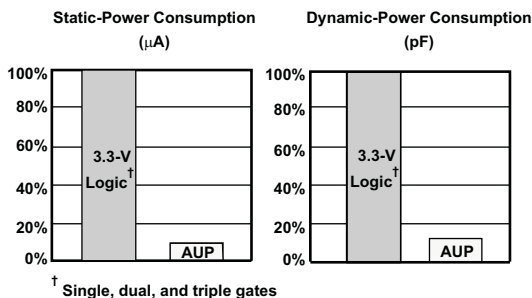 Static-Power Consumption
(µA)
100%
80%
60%
40%
20%
0%
3.3-V
Logic†
AUP
Dynamic-Power Consumption
(pF)
100%
80%
60%
40%
20%
0%
3.3-V
Logic†
AUP
† Single, dual, and triple gates